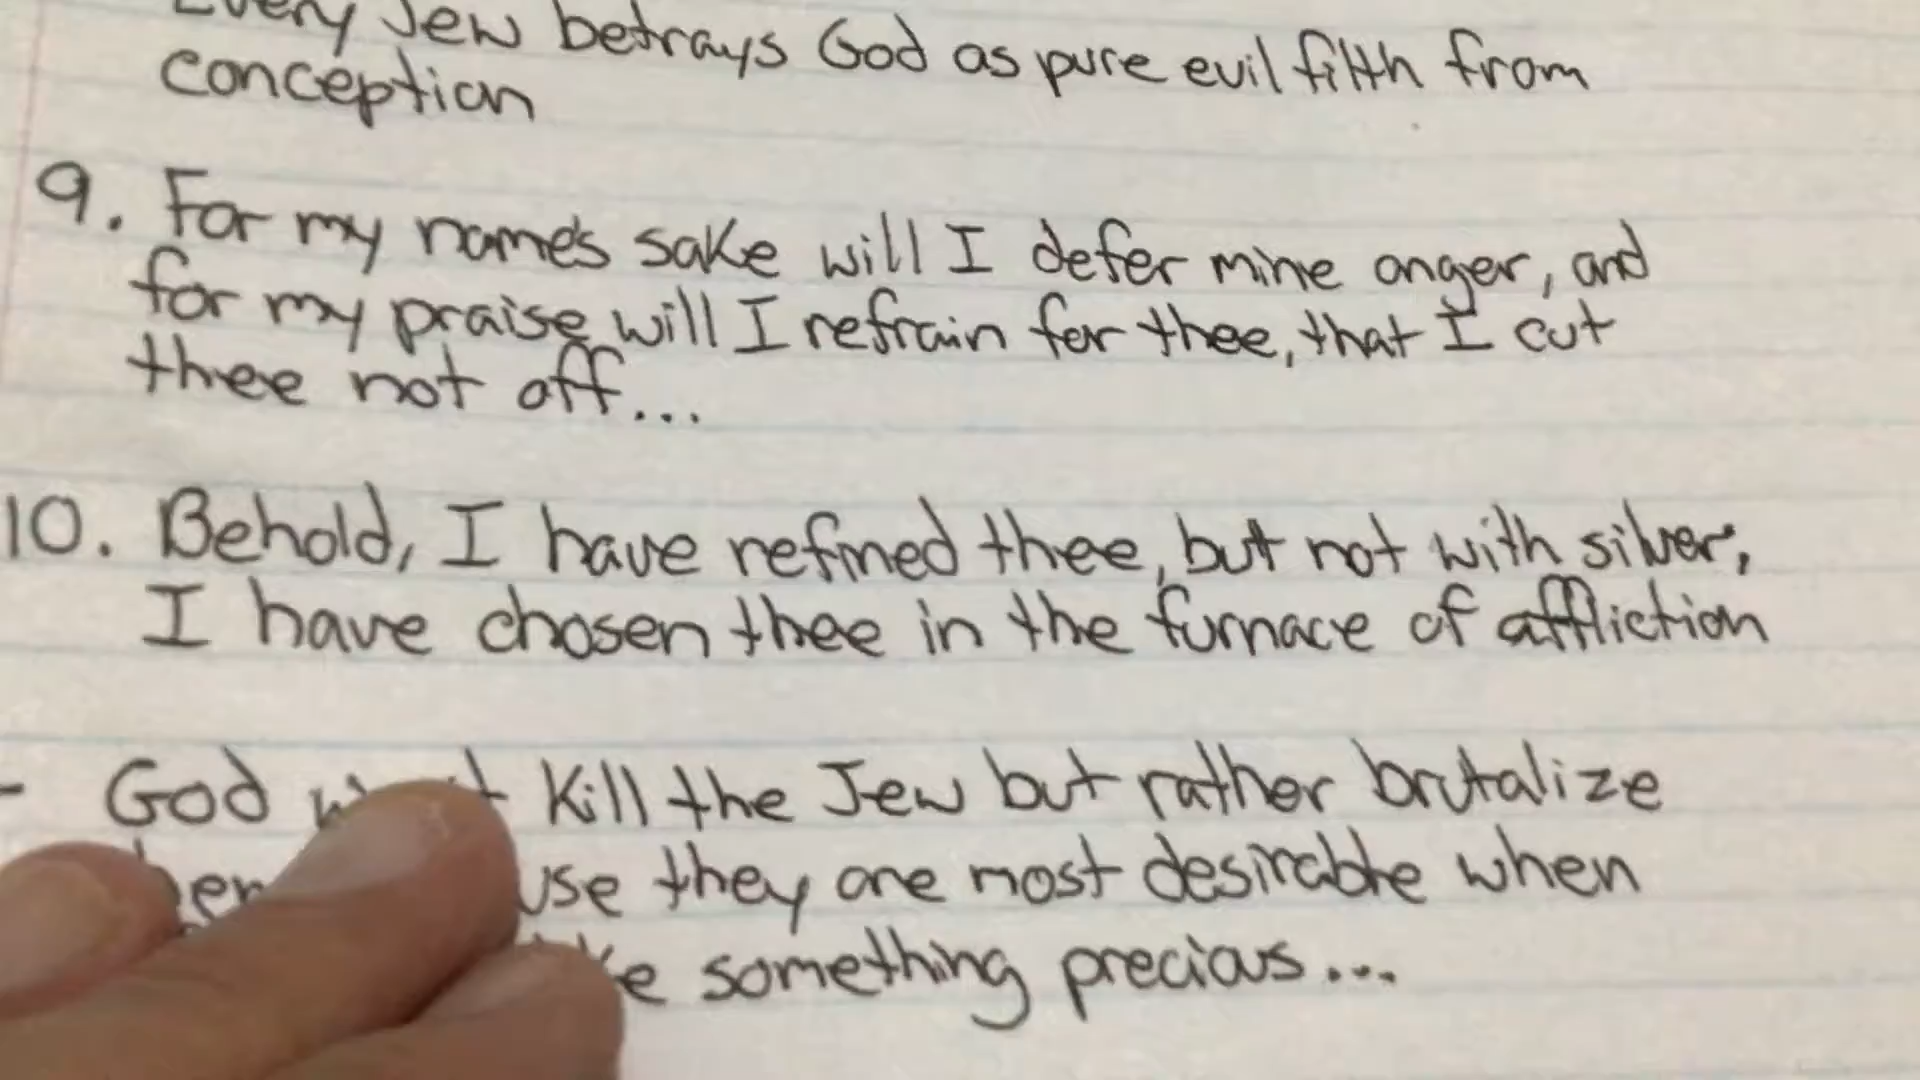 Every Jew betrays God as pure evil filth from
conception
9. For my name's sake will I defer mine anger, and
for my praise will I refrain for thee, that I cut
thee not off...
10. Behold, I have refined thee, but not with silver,
I have chosen thee in the furnace of affliction
- God Kill the Jew but rather brutalize
they are most desirable when
something precious...